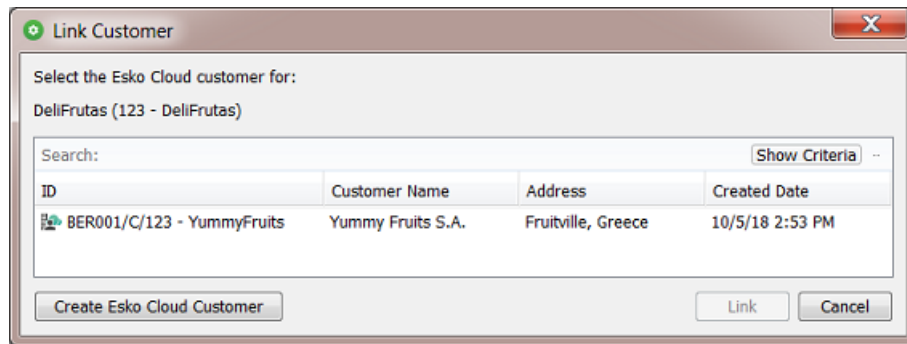 Link Customer
X
Select the Esko Cloud customer for:
DeliFrutas (123 - DeliFrutas)
Search: Show Criteria ..
ID Customer Name Address Created Date
BER001/C/123 - YummyFruits Yummy Fruits S.A. Fruitville, Greece 10/5/18 2:53 PM
Create Esko Cloud Customer Link Cancel